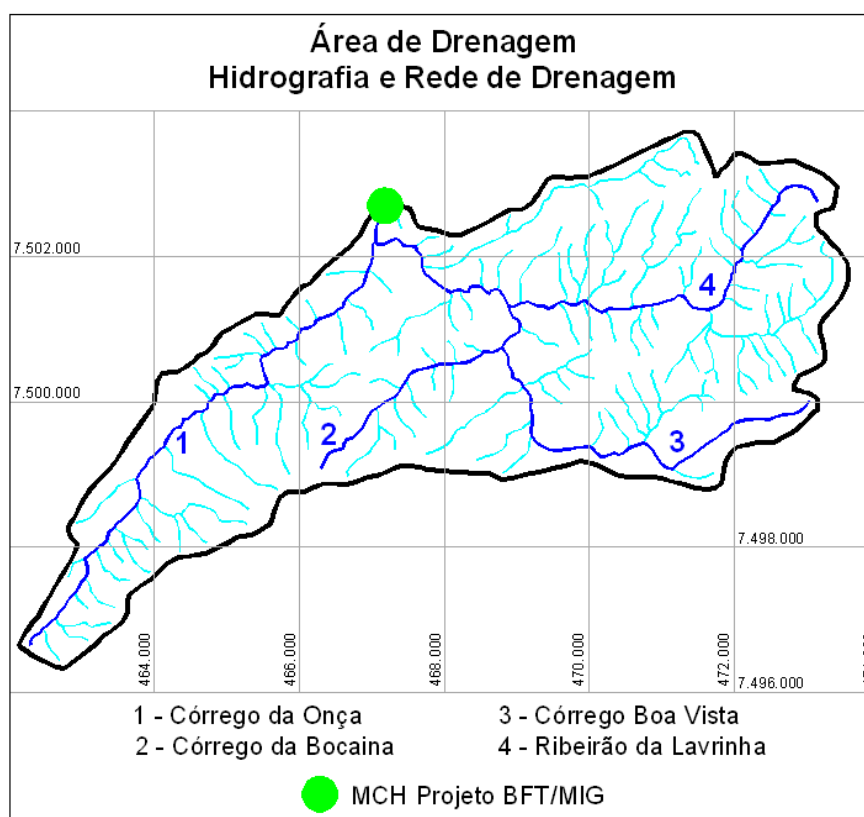 Área de Drenagem
Hidrografia e Rede de Drenagem
7.502.000
4
7.500.000
1
2
3
7.498.000
464.000
466.000
468.000
470.000
472.000
7.496.000
1 - Córrego da Onça
3 - Córrego Boa Vista
2 - Córrego da Bocaina
4 - Ribeirão da Lavrinha
MCH Projeto BFT/MIG